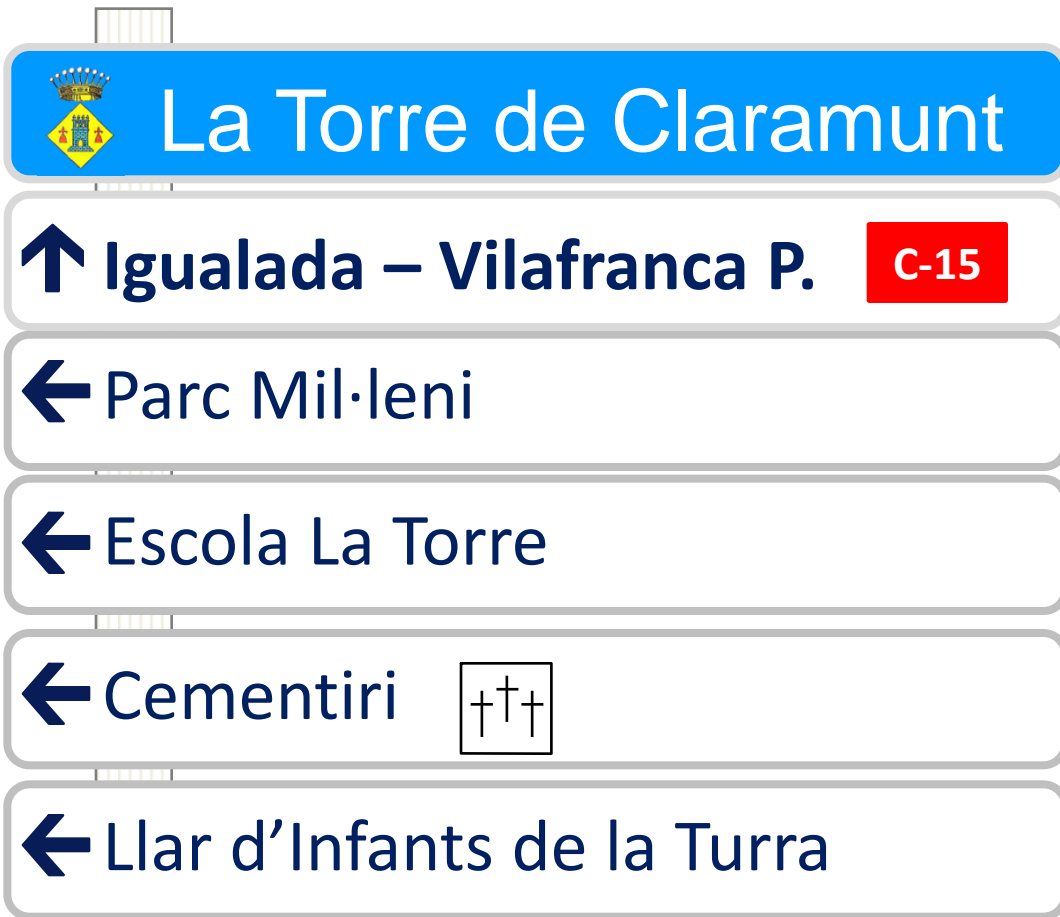 La Torre de Claramunt
Igualada – Vilafranca P. C-15
Parc Mil·leni
Escola La Torre
Cementiri
Llar d’Infants de la Turra